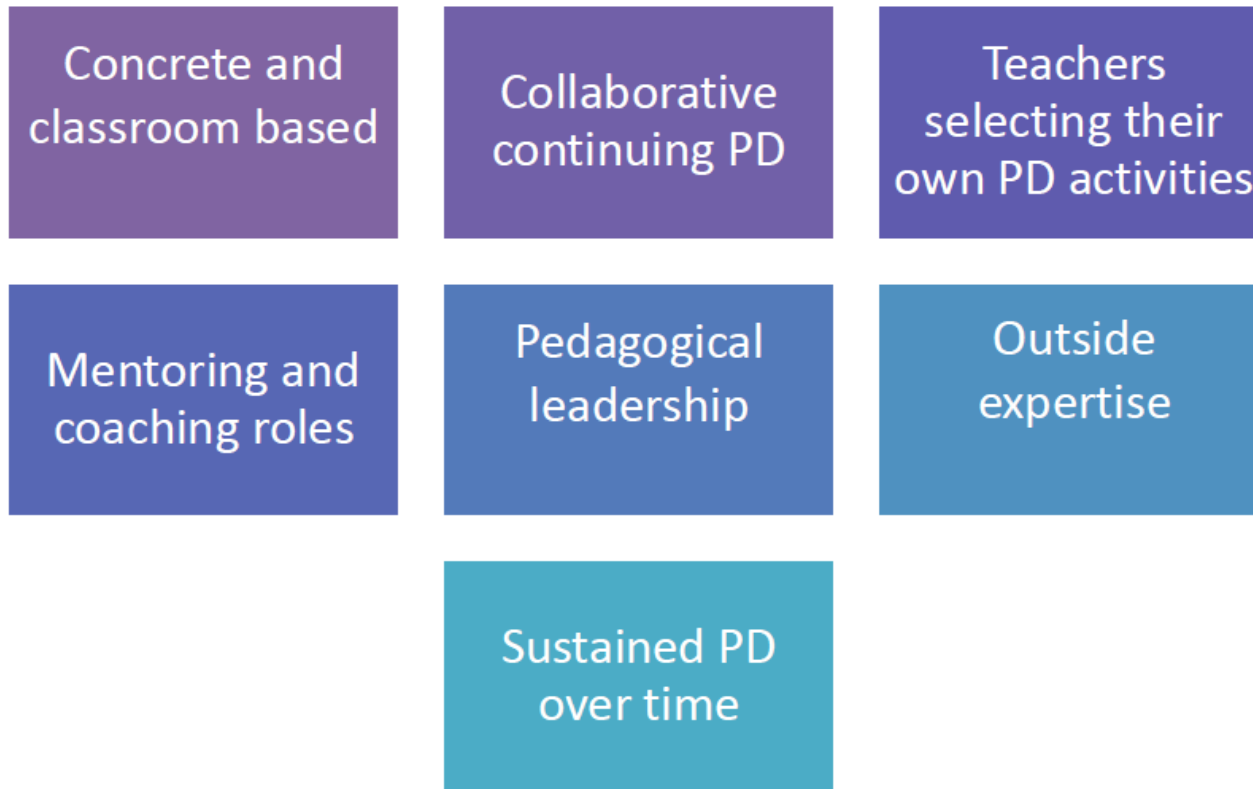 Concrete and
classroom based
Collaborative
continuing PD
Teachers
selecting their
own PD activities
Mentoring and
coaching roles
Pedagogical
leadership
Outside
expertise
Sustained PD
over time